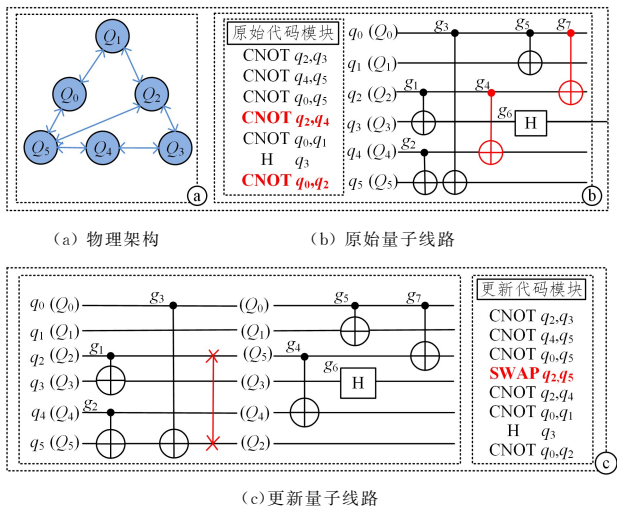 Q₁
Q₀
Q₂
Q₅
Q₄
Q₃
a
原始代码模块
CNOT q₂,q₃
CNOT q₄,q₅
CNOT q₀,q₅
CNOT q₂,q₄
CNOT q₀,q₁
H q₃
CNOT q₀,q₂
q₀ (Q₀)
q₁ (Q₁)
q₂ (Q₂)
q₃ (Q₃)
q₄ (Q₄)
q₅ (Q₅)
g₃
g₅
g₇
g₁
g₄
g₆
H
g₂
b
(a) 物理架构
(b) 原始量子线路
q₀ (Q₀)
q₁ (Q₁)
q₂ (Q₂)
q₃ (Q₃)
q₄ (Q₄)
q₅ (Q₅)
g₃
g₁
g₂
(Q₀)
(Q₁)
(Q₅)
(Q₃)
(Q₄)
(Q₂)
g₅
g₇
g₄
g₆
H
更新代码模块
CNOT q₂,q₃
CNOT q₄,q₅
CNOT q₀,q₅
SWAP q₂,q₅
CNOT q₂,q₄
CNOT q₀,q₁
H q₃
CNOT q₀,q₂
c
(c)更新量子线路